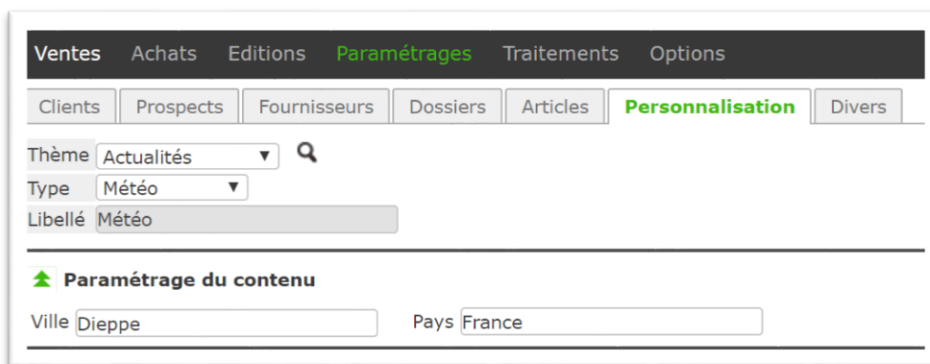 Ventes Achats Editions Paramétrages Traitements Options
Clients Prospects Fournisseurs Dossiers Articles Personnalisation Divers
Thème Actualités
Type Météo
Libellé Météo
Paramétrage du contenu
Ville Dieppe Pays France